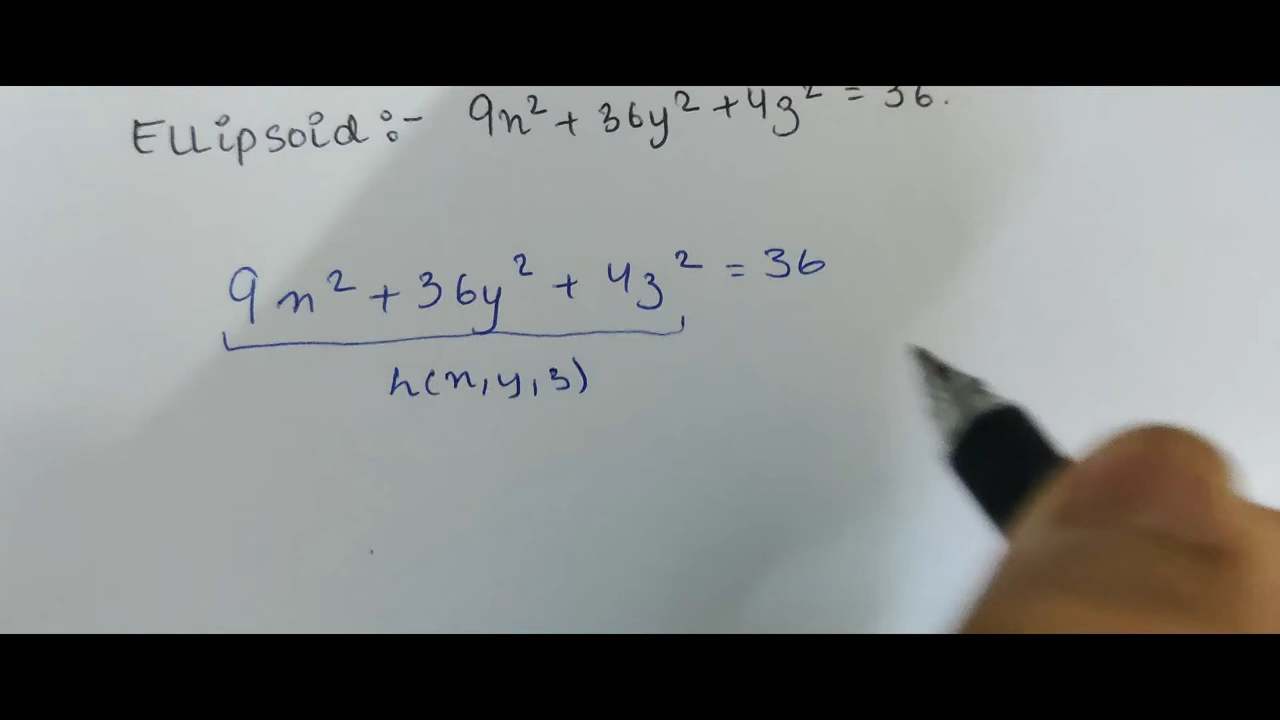 Ellipsoid :- 9x² + 36y² + 4z² = 36.
9x² + 36y² + 4z² = 36
h(x, y, z)